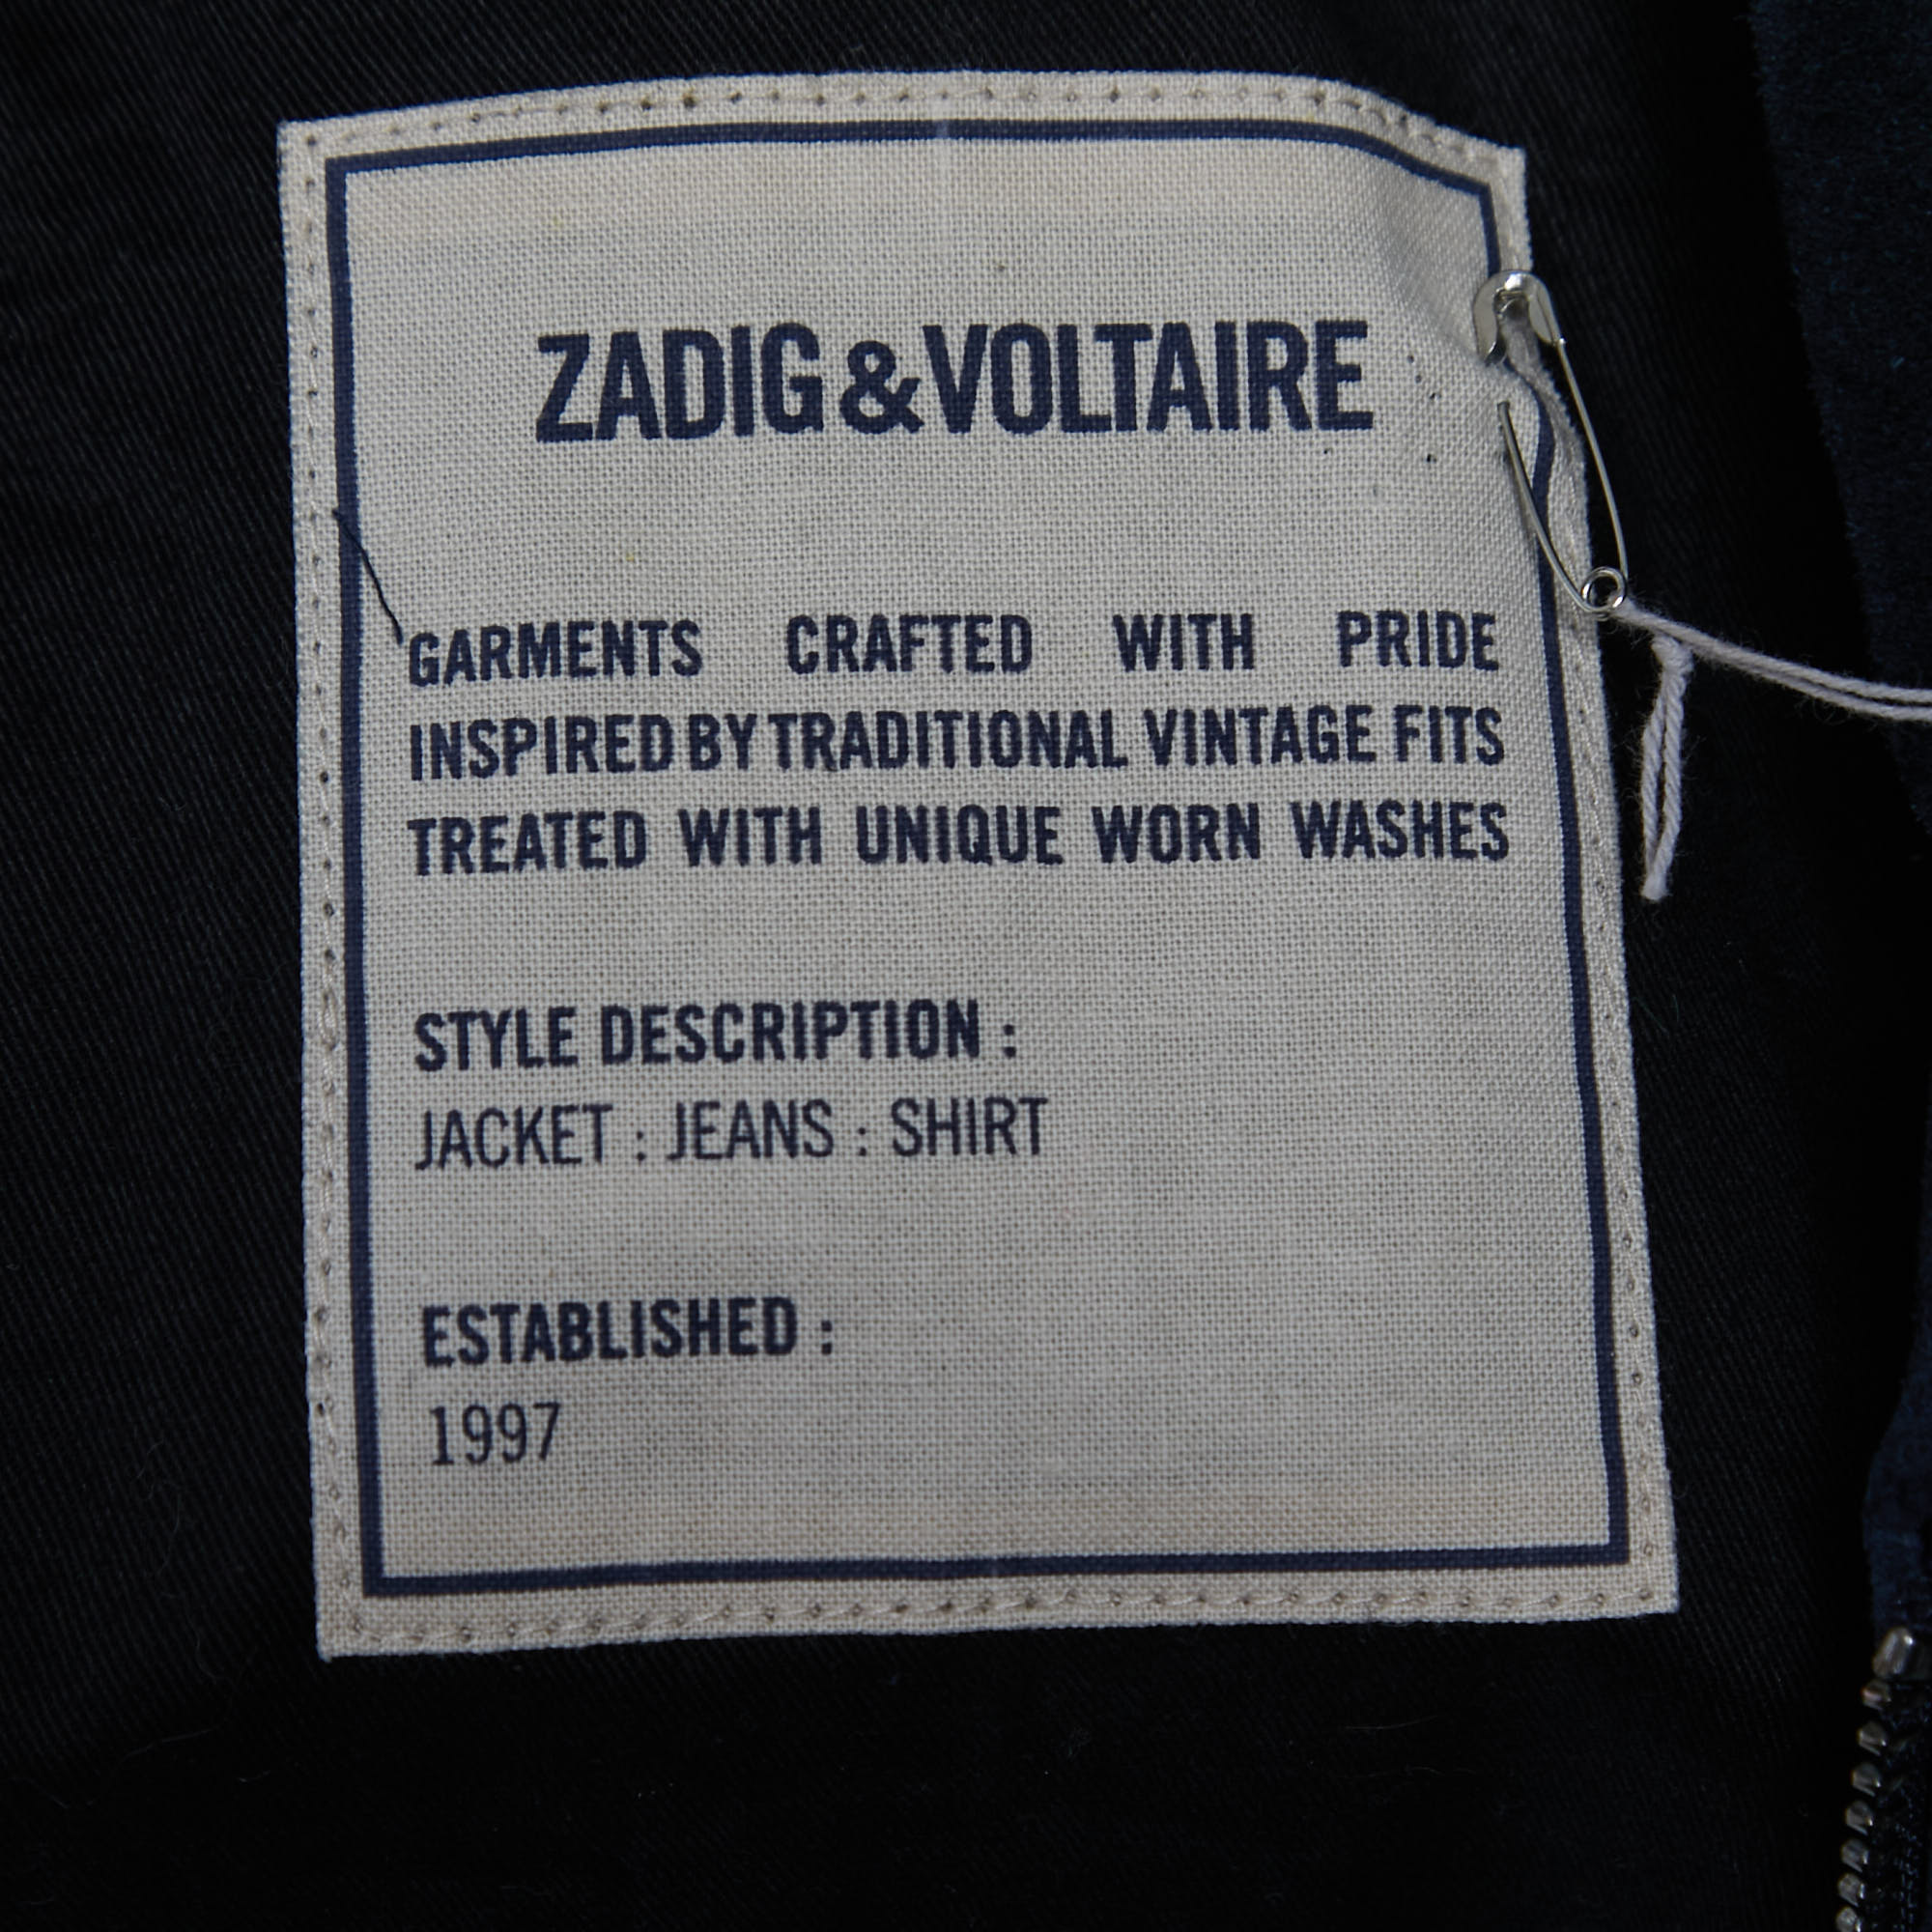 ZADIG&VOLTAIRE
GARMENTS CRAFTED WITH PRIDE
INSPIRED BY TRADITIONAL VINTAGE FITS
TREATED WITH UNIQUE WORN WASHES
STYLE DESCRIPTION :
JACKET : JEANS : SHIRT
ESTABLISHED :
1997